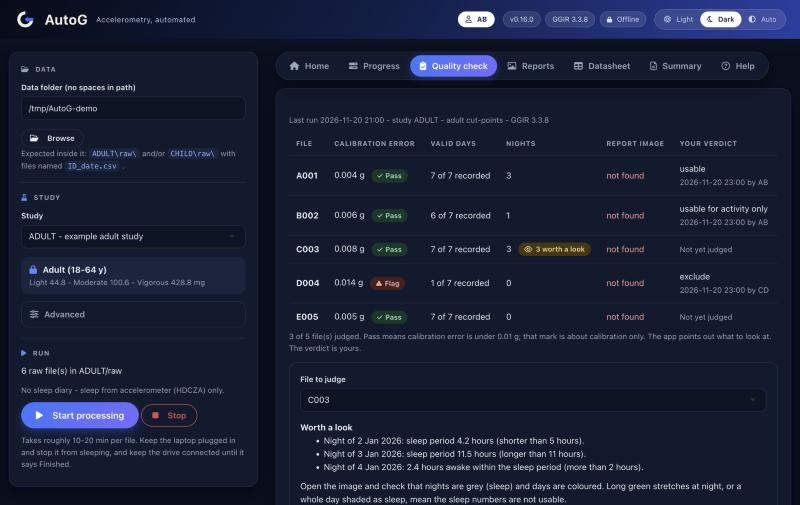 AutoG
Accelerometry, automated
AB
v0.16.0
GGIR 3.3.8
Offline
Light
Dark
Auto
DATA
Data folder (no spaces in path)
/tmp/AutoG-demo
Browse
Expected inside it: ADULT\raw\ and/or CHILD\raw\ with
files named ID_date.csv .
STUDY
Study
ADULT - example adult study
Adult (18-64 y)
Light 44.8 - Moderate 100.6 - Vigorous 428.8 mg
Advanced
RUN
6 raw file(s) in ADULT/raw
No sleep diary - sleep from accelerometer (HDCZA) only.
Start processing
Stop
Takes roughly 10-20 min per file. Keep the laptop plugged in
and stop it from sleeping, and keep the drive connected until it
says Finished.
Home
Progress
Quality check
Reports
Datasheet
Summary
Help
Last run 2026-11-20 21:00 - study ADULT - adult cut-points - GGIR 3.3.8
FILE CALIBRATION ERROR VALID DAYS NIGHTS REPORT IMAGE YOUR VERDICT
A001 0.004 g Pass 7 of 7 recorded 3 not found usable
2026-11-20 23:00 by AB
B002 0.006 g Pass 6 of 7 recorded 1 not found usable for activity only
2026-11-20 23:00 by AB
C003 0.008 g Pass 7 of 7 recorded 3 3 worth a look not found Not yet judged
D004 0.014 g Flag 1 of 7 recorded 0 not found exclude
2026-11-20 23:00 by CD
E005 0.005 g Pass 7 of 7 recorded 0 not found Not yet judged
3 of 5 file(s) judged. Pass means calibration error is under 0.01 g; that mark is about calibration only. The app points out what to look at.
The verdict is yours.
File to judge
C003
Worth a look
• Night of 2 Jan 2026: sleep period 4.2 hours (shorter than 5 hours).
• Night of 3 Jan 2026: sleep period 11.5 hours (longer than 11 hours).
• Night of 4 Jan 2026: 2.4 hours awake within the sleep period (more than 2 hours).
Open the image and check that nights are grey (sleep) and days are coloured. Long green stretches at night, or a
whole day shaded as sleep, mean the sleep numbers are not usable.